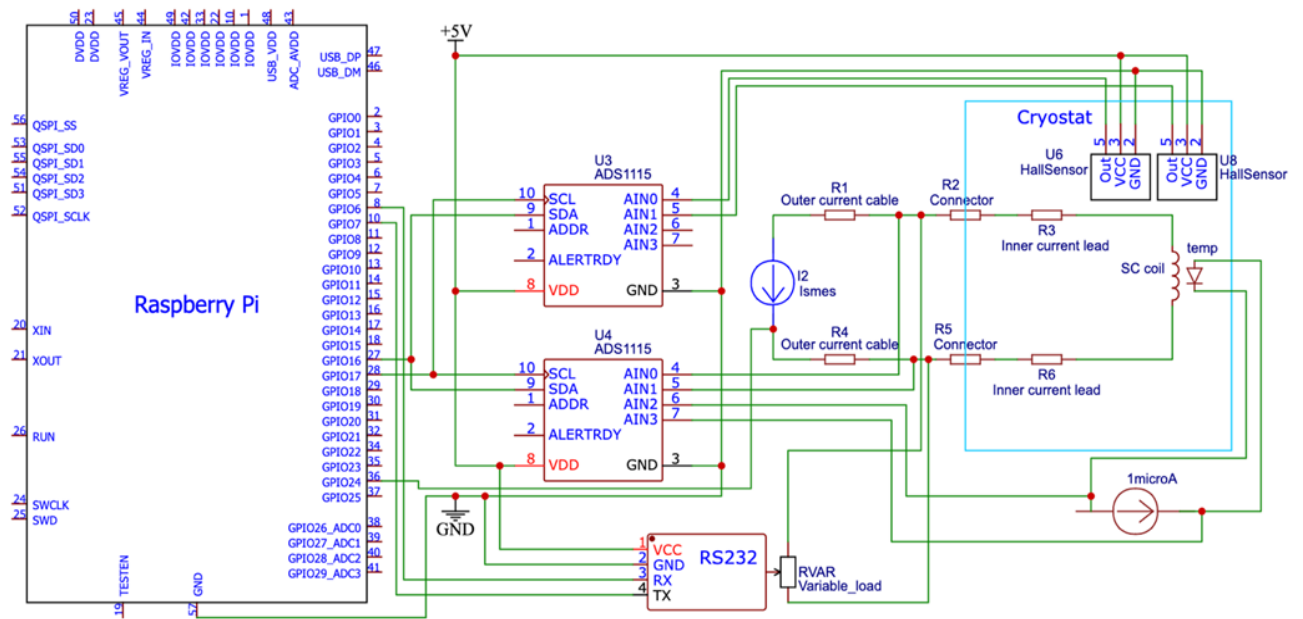 50
23
45
44
49
42
33
22
10
1
48
43
DVDD
DVDD
VREG_VOUT
VREG_IN
IOVDD
IOVDD
IOVDD
IOVDD
IOVDD
IOVDD
USB_VDD
ADC_AVDD
USB_DP 47
USB_DM 46
56 QSPI_SS
53 QSPI_SD0
55 QSPI_SD1
54 QSPI_SD2
51 QSPI_SD3
52 QSPI_SCLK
20 XIN
21 XOUT
26 RUN
24 SWCLK
25 SWD
Raspberry Pi
GPIO0 2
GPIO1 3
GPIO2 4
GPIO3 5
GPIO4 6
GPIO5 7
GPIO6 8
GPIO7 10
GPIO8 11
GPIO9 12
GPIO10 13
GPIO11 14
GPIO12 15
GPIO13 16
GPIO14 17
GPIO15 18
GPIO16 27
GPIO17 28
GPIO18 29
GPIO19 30
GPIO20 31
GPIO21 32
GPIO22 34
GPIO23 35
GPIO24 36
GPIO25 37
GPIO26_ADC0 38
GPIO27_ADC1 39
GPIO28_ADC2 40
GPIO29_ADC3 41
TESTEN
19
GND
57
+5V
U3
ADS1115
10 SCL AIN0 4
9 SDA AIN1 5
1 ADDR AIN2 6
AIN3 7
2 ALERTRDY
8 VDD GND 3
U4
ADS1115
10 SCL AIN0 4
9 SDA AIN1 5
1 ADDR AIN2 6
AIN3 7
2 ALERTRDY
8 VDD GND 3
GND
1 VCC
2 GND
3 RX
4 TX
RS232
RVAR
Variable_load
I2
Ismes
R1
Outer current cable
R4
Outer current cable
R2
Connector
R5
Connector
R3
Inner current lead
R6
Inner current lead
Cryostat
U6
HallSensor
5 3 2
Out VCC GND
U8
HallSensor
5 3 2
Out VCC GND
SC coil
temp
1microA